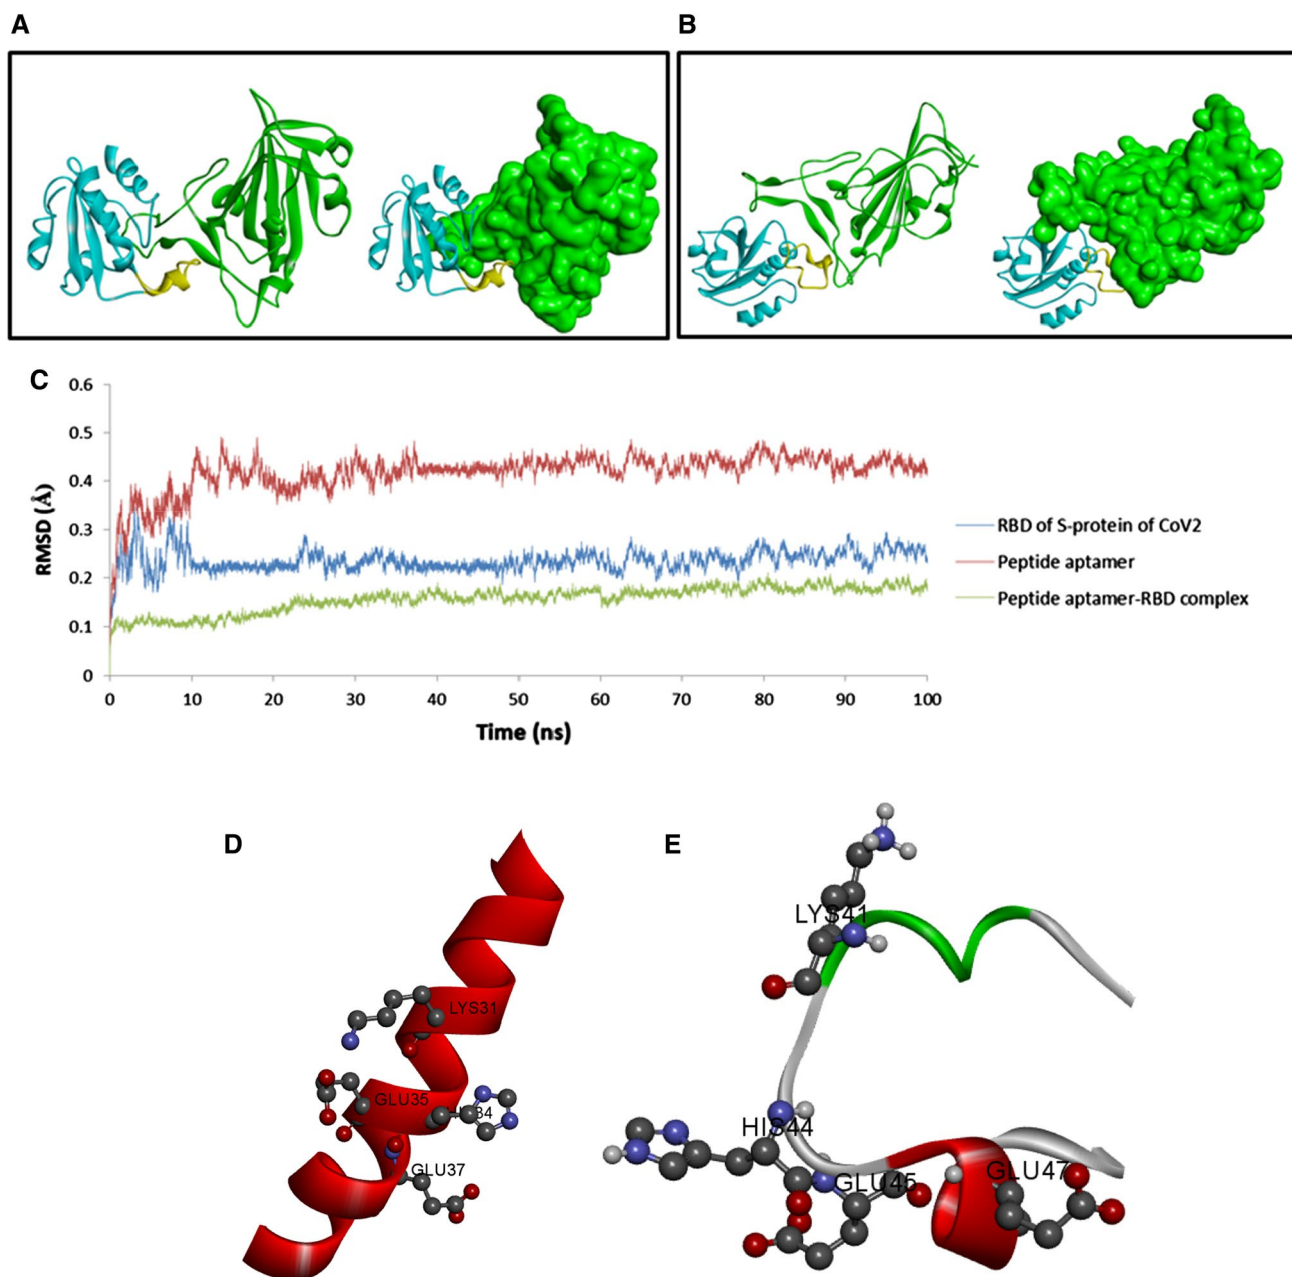 A
B
C
0.6
0.5
0.4
0.3
0.2
0.1
0
RMSD (Å)
0 10 20 30 40 50 60 70 80 90 100
Time (ns)
RBD of S-protein of CoV2
Peptide aptamer
Peptide aptamer-RBD complex
D
LYS31
GLU35
GLU37
E
LYS41
HIS44
GLU45
GLU47